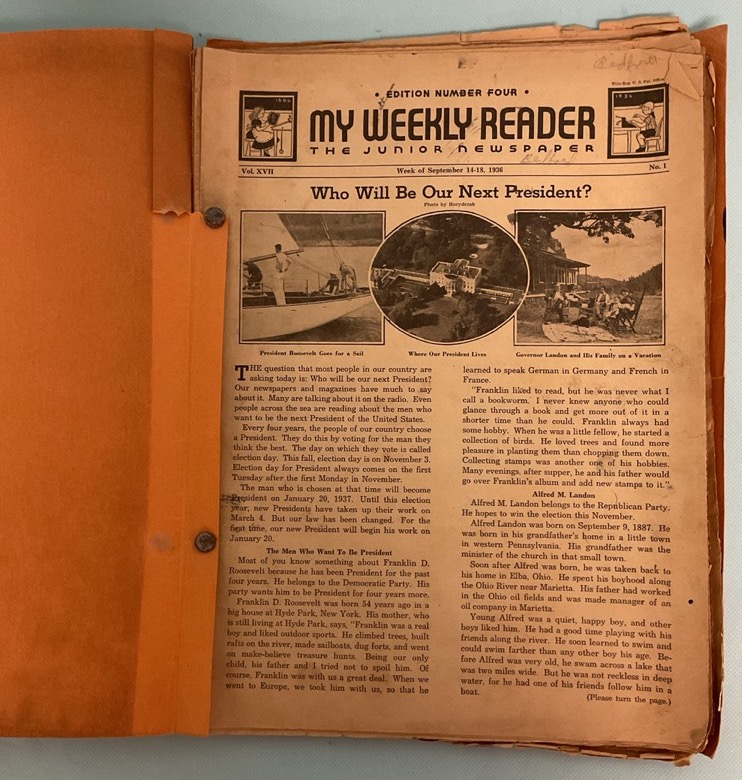 • EDITION NUMBER FOUR •
1936
1936
MY WEEKLY READER
THE JUNIOR NEWSPAPER
Vol. XVII
Week of September 14-18, 1936
No. 1
Who Will Be Our Next President?
Photo by Horydczak
President Roosevelt Goes for a Sail
Where Our President Lives
Governor Landon and His Family on a Vacation
THE question that most people in our country are
asking today is: Who will be our next President?
Our newspapers and magazines have much to say
about it. Many are talking about it on the radio. Even
people across the sea are reading about the men who
want to be the next President of the United States.
Every four years, the people of our country choose
a President. They do this by voting for the man they
think the best. The day on which they vote is called
election day. This fall, election day is on November 3.
Election day for President always comes on the first
Tuesday after the first Monday in November.
The man who is chosen at that time will become
President on January 20, 1937. Until this election
year, new Presidents have taken up their work on
March 4. But our law has been changed. For the
first time, our new President will begin his work on
January 20.
The Men Who Want To Be President
Most of you know something about Franklin D.
Roosevelt because he has been President for the past
four years. He belongs to the Democratic Party. His
party wants him to be President for four years more.
Franklin D. Roosevelt was born 54 years ago in a
big house at Hyde Park, New York. His mother, who
is still living at Hyde Park, says, "Franklin was a real
boy and liked outdoor sports. He climbed trees, built
rafts on the river, made sailboats, dug forts, and went
on make-believe treasure hunts. Being our only
child, his father and I tried not to spoil him. Of
course, Franklin was with us a great deal. When we
went to Europe, we took him with us, so that he
learned to speak German in Germany and French in
France.
"Franklin liked to read, but he was never what I
call a bookworm. I never knew anyone who could
glance through a book and get more out of it in a
shorter time than he could. Franklin always had
some hobby. When he was a little fellow, he started a
collection of birds. He loved trees and found more
pleasure in planting them than chopping them down.
Collecting stamps was another one of his hobbies.
Many evenings, after supper, he and his father would
go over Franklin's album and add new stamps to it."
Alfred M. Landon
Alfred M. Landon belongs to the Republican Party.
He hopes to win the election this November.
Alfred Landon was born on September 9, 1887. He
was born in his grandfather's home in a little town
in western Pennsylvania. His grandfather was the
minister of the church in that small town.
Soon after Alfred was born, he was taken back to
his home in Elba, Ohio. He spent his boyhood along
the Ohio River near Marietta. His father had worked
in the Ohio oil fields and was made manager of an
oil company in Marietta.
Young Alfred was a quiet, happy boy, and other
boys liked him. He had a good time playing with his
friends along the river. He soon learned to swim and
could swim farther than any other boy his age. Be-
fore Alfred was very old, he swam across a lake that
was two miles wide. But he was not reckless in deep
water, for he had one of his friends follow him in a
boat.
(Please turn the page.)